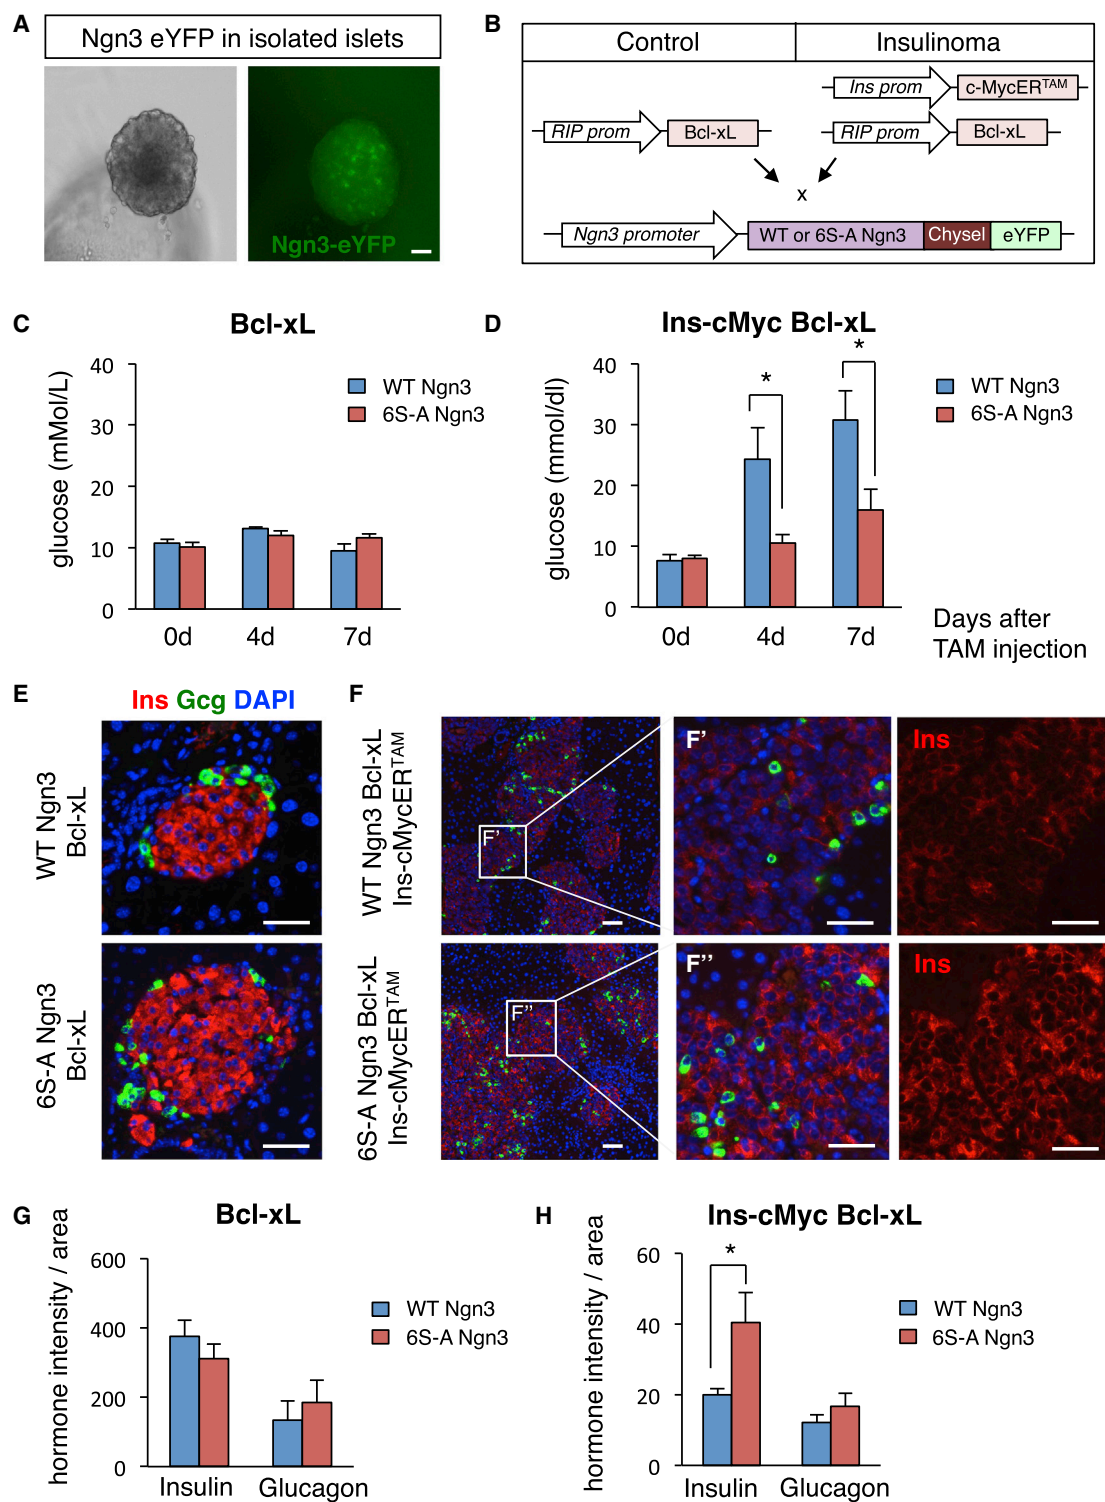 A
Ngn3 eYFP in isolated islets
Ngn3-eYFP
B
Control
Insulinoma
Ins prom
c-MycERTAM
RIP prom
Bcl-xL
RIP prom
Bcl-xL
x
Ngn3 promoter
WT or 6S-A Ngn3
Chysel
eYFP
C
Bcl-xL
glucose (mMol/L)
40
30
20
10
0
0d
4d
7d
WT Ngn3
6S-A Ngn3
D
Ins-cMyc Bcl-xL
glucose (mmol/dl)
40
30
20
10
0
*
*
0d
4d
7d
WT Ngn3
6S-A Ngn3
Days after
TAM injection
E
Ins Gcg DAPI
WT Ngn3
Bcl-xL
6S-A Ngn3
Bcl-xL
F
WT Ngn3 Bcl-xL
Ins-cMycERTAM
F'
F'
Ins
6S-A Ngn3 Bcl-xL
Ins-cMycERTAM
F''
F''
Ins
G
Bcl-xL
hormone intensity / area
600
400
200
0
Insulin
Glucagon
WT Ngn3
6S-A Ngn3
H
Ins-cMyc Bcl-xL
hormone intensity / area
60
40
20
0
*
Insulin
Glucagon
WT Ngn3
6S-A Ngn3